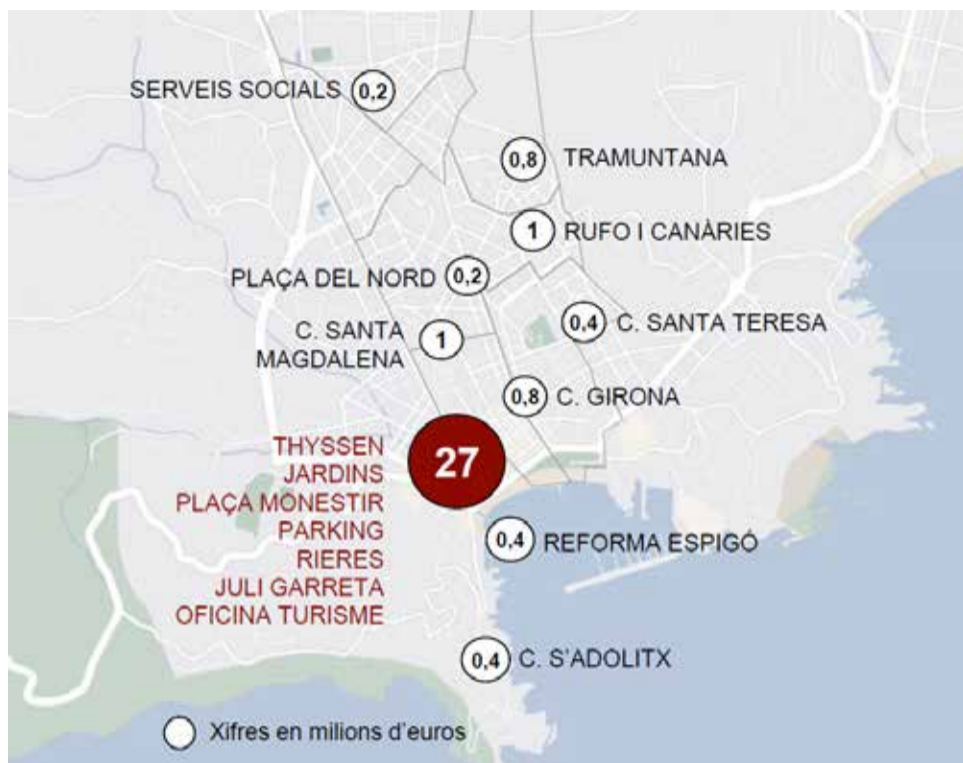 SERVEIS SOCIALS 0,2
0,8 TRAMUNTANA
1 RUFO I CANÀRIES
PLAÇA DEL NORD 0,2
0,4 C. SANTA TERESA
C. SANTA
MAGDALENA
1
0,8 C. GIRONA
27
THYSSEN
JARDINS
PLAÇA MONESTIR
PARKING
RIERES
JULI GARRETA
OFICINA TURISME
0,4 REFORMA ESPIGÓ
0,4 C. S'ADOLITX
Xifres en milions d'euros